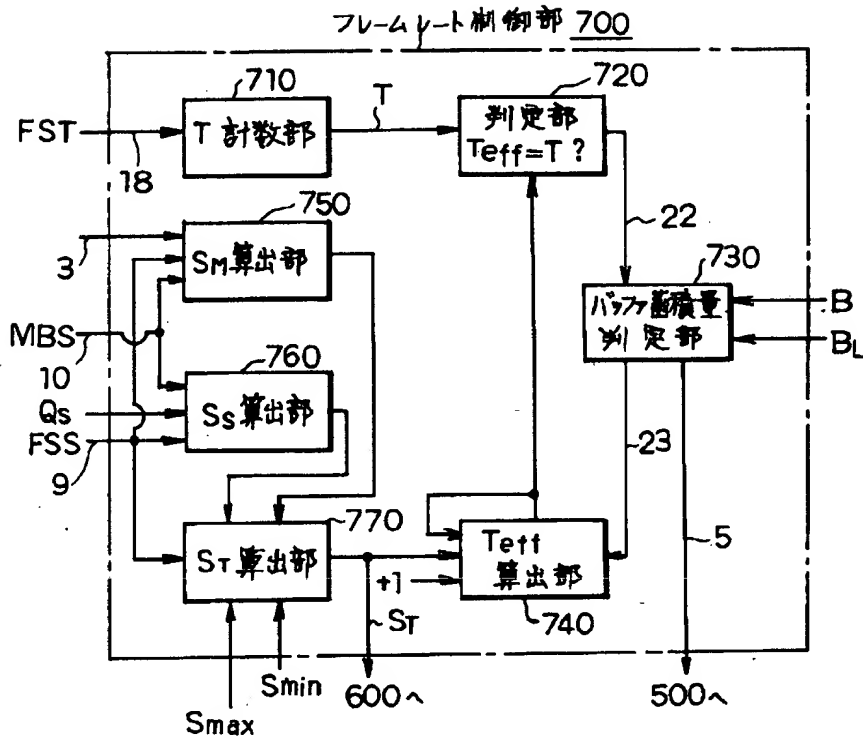 フレームレート制御部 700
710
T
720
FST
T 計数部
判定部
Teff=T?
18
22
750
3
SM算出部
730
バッファ蓄積量
判定部
B
BL
MBS
10
760
Qs
SS算出部
FSS
9
23
770
5
ST算出部
Teff
算出部
+1
740
ST
Smin
Smax
600へ
500へ